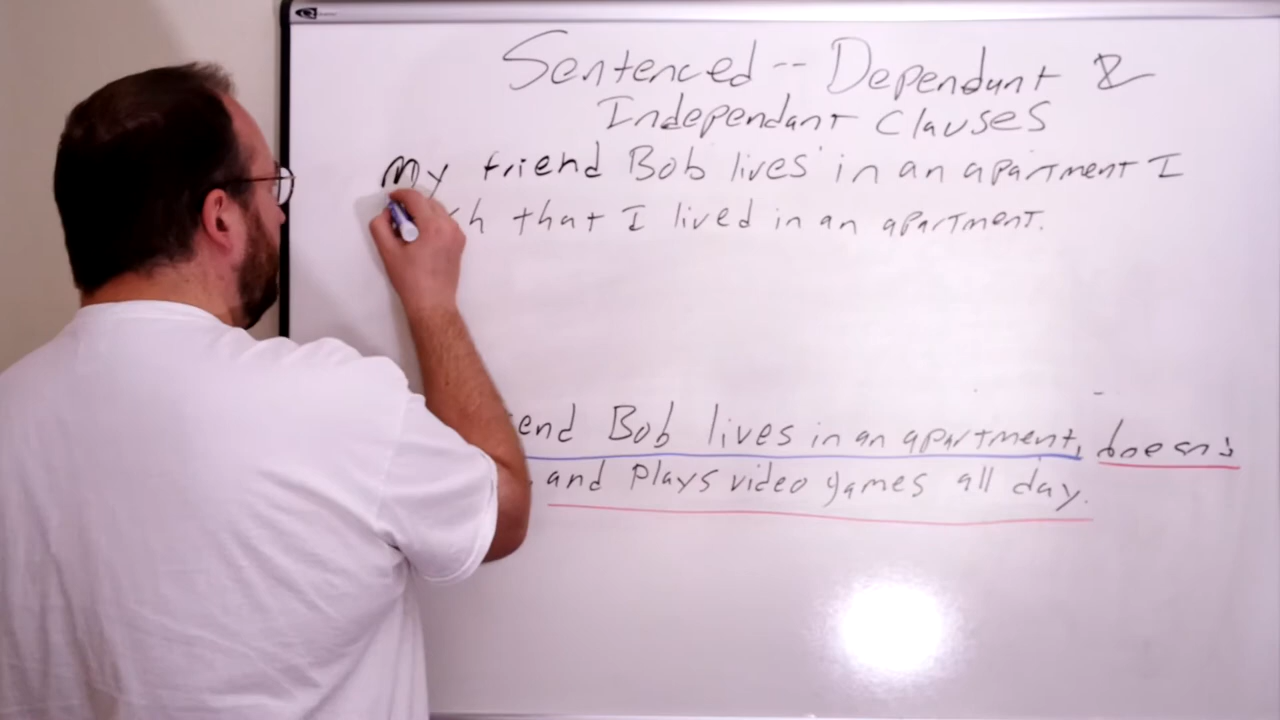 Sentenced -- Dependant &
Independant Clauses
My friend Bob lives in an apartment I
that I lived in an apartment.
Bob lives in an apartment, doesn't
and plays video games all day.